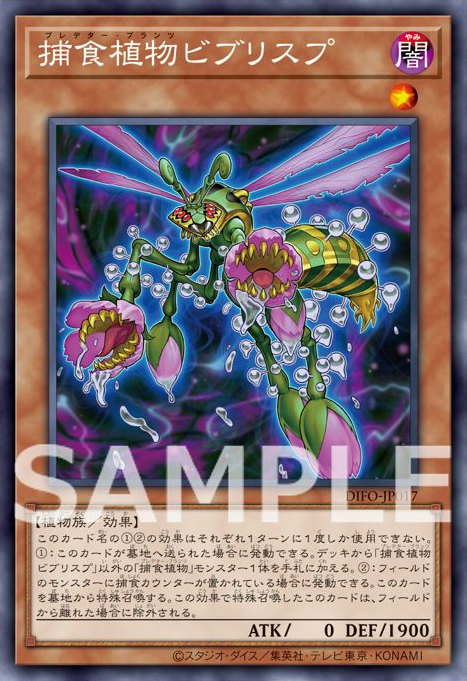 プレデター・プランツ
捕食植物ビブリスプ
やみ
闇
SAMPLE
DIFO-JP017
【植物族／効果】
このカード名の①②の効果はそれぞれ1ターンに1度しか使用できない。
①：このカードが墓地へ送られた場合に発動できる。デッキから「捕食植物
ビブリスプ」以外の「捕食植物」モンスター1体を手札に加える。②：フィールド
のモンスターに捕食カウンターが置かれている場合に発動できる。このカード
を墓地から特殊召喚する。この効果で特殊召喚したこのカードは、フィールド
から離れた場合に除外される。
ATK/ 0 DEF/1900
©スタジオ・ダイス／集英社・テレビ東京・KONAMI